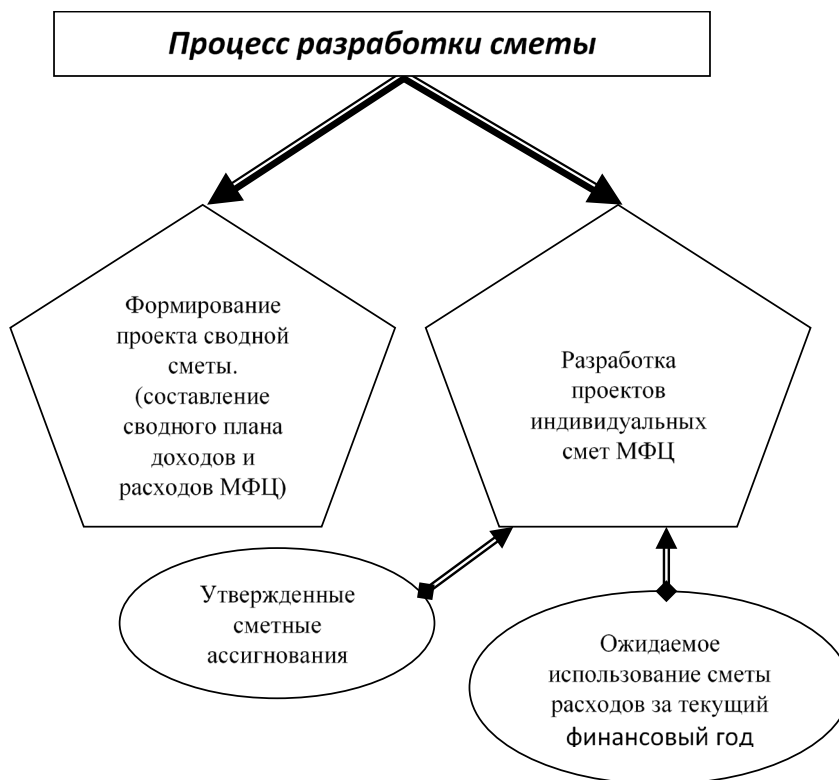 Процесс разработки сметы
Формирование
проекта сводной
сметы.
(составление
сводного плана
доходов и
расходов МФЦ)
Разработка
проектов
индивидуальных
смет МФЦ
Утвержденные
сметные
ассигнования
Ожидаемое
использование сметы
расходов за текущий
финансовый год